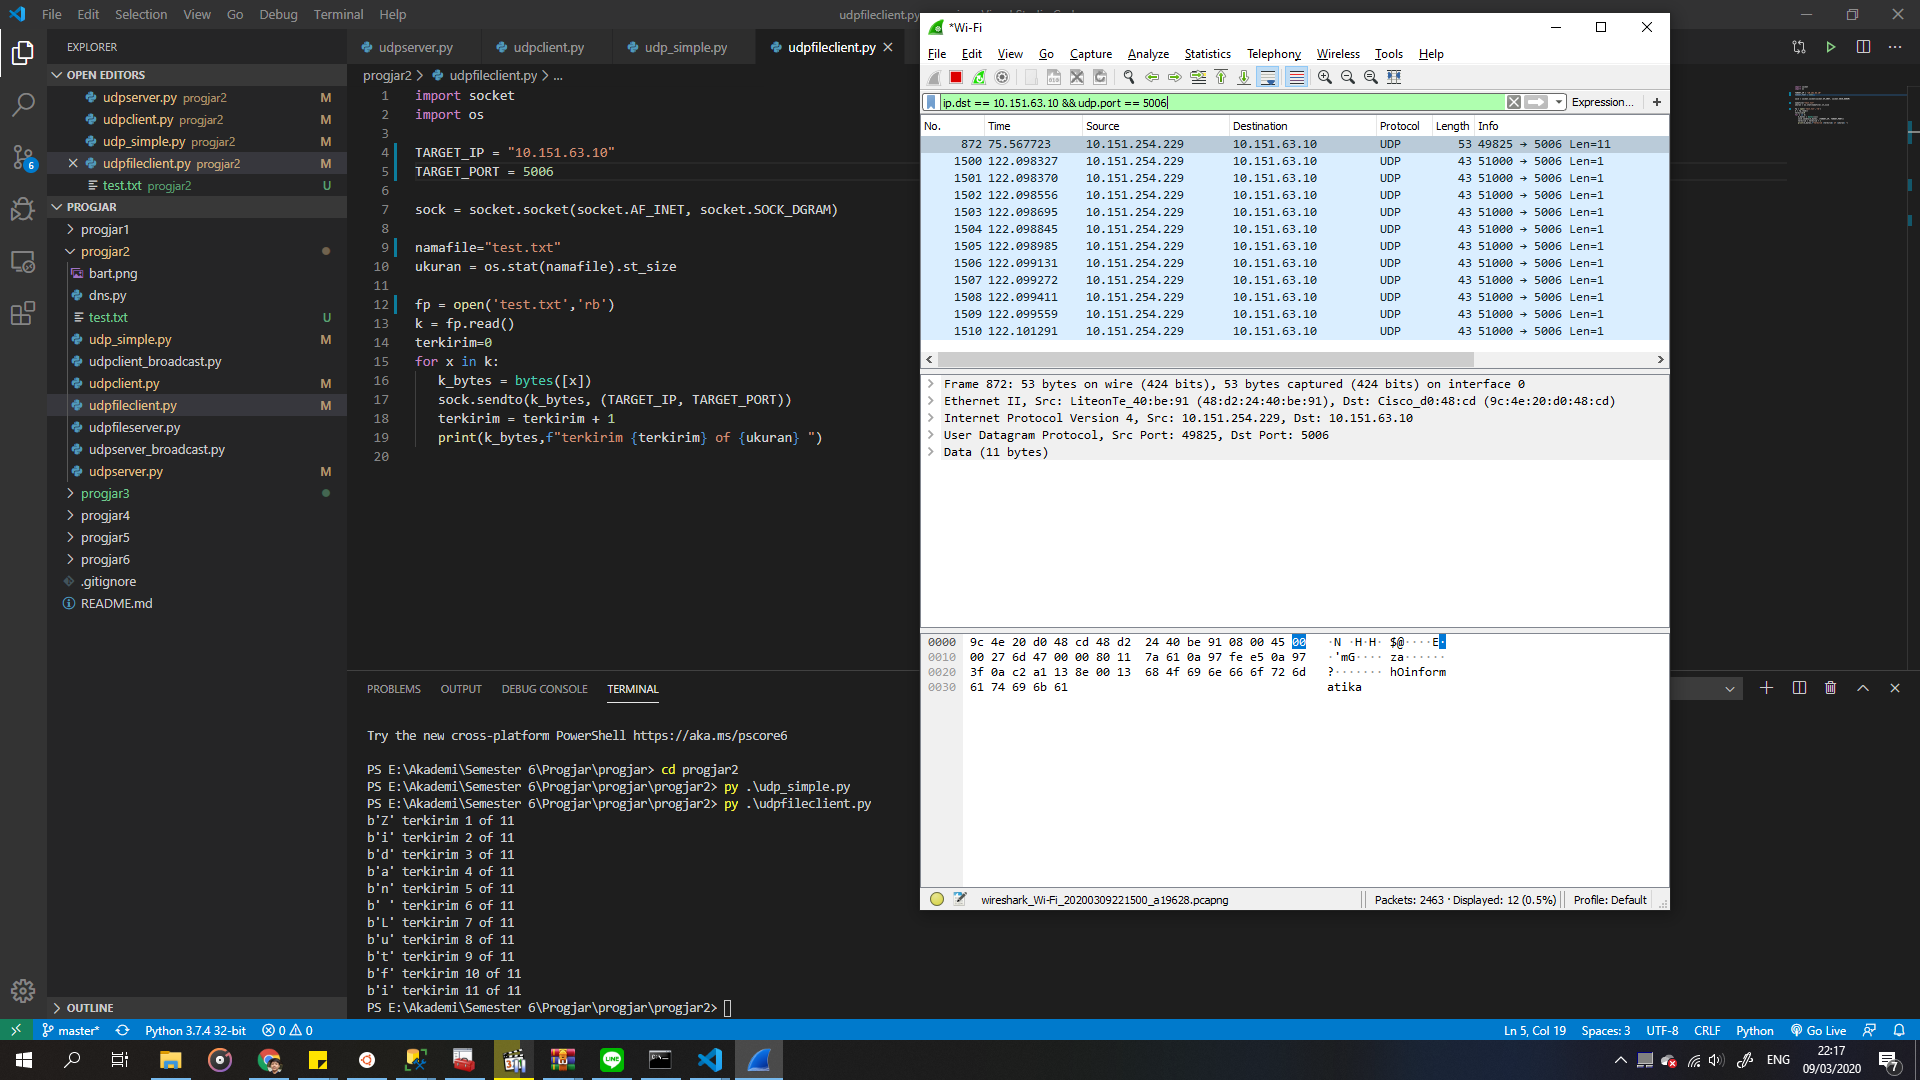 File Edit Selection View Go Debug Terminal Help
udpfileclient.py
EXPLORER
OPEN EDITORS
udpserver.py progjar2 M
udpclient.py progjar2 M
udp_simple.py progjar2 M
udpfileclient.py progjar2 M
test.txt progjar2 U
PROGJAR
progjar1
progjar2
bart.png
dns.py
test.txt U
udp_simple.py M
udpclient_broadcast.py
udpclient.py M
udpfileclient.py M
udpfileserver.py
udpserver_broadcast.py
udpserver.py M
progjar3
progjar4
progjar5
progjar6
.gitignore
README.md
OUTLINE
6
udpserver.py udpclient.py udp_simple.py udpfileclient.py
progjar2 > udpfileclient.py > ...
1 import socket
2 import os
3
4 TARGET_IP = "10.151.63.10"
5 TARGET_PORT = 5006
6
7 sock = socket.socket(socket.AF_INET, socket.SOCK_DGRAM)
8
9 namafile="test.txt"
10 ukuran = os.stat(namafile).st_size
11
12 fp = open('test.txt','rb')
13 k = fp.read()
14 terkirim=0
15 for x in k:
16 k_bytes = bytes([x])
17 sock.sendto(k_bytes, (TARGET_IP, TARGET_PORT))
18 terkirim = terkirim + 1
19 print(k_bytes,f"terkirim {terkirim} of {ukuran} ")
20
PROBLEMS OUTPUT DEBUG CONSOLE TERMINAL
Try the new cross-platform PowerShell https://aka.ms/pscore6
PS E:\Akademi\Semester 6\Progjar\progjar> cd progjar2
PS E:\Akademi\Semester 6\Progjar\progjar\progjar2> py .\udp_simple.py
PS E:\Akademi\Semester 6\Progjar\progjar\progjar2> py .\udpfileclient.py
b'Z' terkirim 1 of 11
b'i' terkirim 2 of 11
b'd' terkirim 3 of 11
b'a' terkirim 4 of 11
b'n' terkirim 5 of 11
b' ' terkirim 6 of 11
b'L' terkirim 7 of 11
b'u' terkirim 8 of 11
b't' terkirim 9 of 11
b'f' terkirim 10 of 11
b'i' terkirim 11 of 11
PS E:\Akademi\Semester 6\Progjar\progjar\progjar2>
*Wi-Fi
File Edit View Go Capture Analyze Statistics Telephony Wireless Tools Help
ip.dst == 10.151.63.10 && udp.port == 5006 Expression... +
No. Time Source Destination Protocol Length Info
872 75.567723 10.151.254.229 10.151.63.10 UDP 53 49825 → 5006 Len=11
1500 122.098327 10.151.254.229 10.151.63.10 UDP 43 51000 → 5006 Len=1
1501 122.098370 10.151.254.229 10.151.63.10 UDP 43 51000 → 5006 Len=1
1502 122.098556 10.151.254.229 10.151.63.10 UDP 43 51000 → 5006 Len=1
1503 122.098695 10.151.254.229 10.151.63.10 UDP 43 51000 → 5006 Len=1
1504 122.098845 10.151.254.229 10.151.63.10 UDP 43 51000 → 5006 Len=1
1505 122.098985 10.151.254.229 10.151.63.10 UDP 43 51000 → 5006 Len=1
1506 122.099131 10.151.254.229 10.151.63.10 UDP 43 51000 → 5006 Len=1
1507 122.099272 10.151.254.229 10.151.63.10 UDP 43 51000 → 5006 Len=1
1508 122.099411 10.151.254.229 10.151.63.10 UDP 43 51000 → 5006 Len=1
1509 122.099559 10.151.254.229 10.151.63.10 UDP 43 51000 → 5006 Len=1
1510 122.101291 10.151.254.229 10.151.63.10 UDP 43 51000 → 5006 Len=1
Frame 872: 53 bytes on wire (424 bits), 53 bytes captured (424 bits) on interface 0
Ethernet II, Src: LiteonTe_40:be:91 (48:d2:24:40:be:91), Dst: Cisco_d0:48:cd (9c:4e:20:d0:48:cd)
Internet Protocol Version 4, Src: 10.151.254.229, Dst: 10.151.63.10
User Datagram Protocol, Src Port: 49825, Dst Port: 5006
Data (11 bytes)
0000 9c 4e 20 d0 48 cd 48 d2 24 40 be 91 08 00 45 00 ·N ·H·H· $@····E·
0010 00 27 6d 47 00 00 80 11 7a 61 0a 97 fe e5 0a 97 ·'mG···· za······
0020 3f 0a c2 a1 13 8e 00 13 68 4f 69 6e 66 6f 72 6d ?······· hOinform
0030 61 74 69 6b 61 atika
wireshark_Wi-Fi_20200309221500_a19628.pcapng Packets: 2463 · Displayed: 12 (0.5%) Profile: Default
master* Python 3.7.4 32-bit 0 0 Ln 5, Col 19 Spaces: 3 UTF-8 CRLF Python Go Live
ENG 22:17 7
09/03/2020